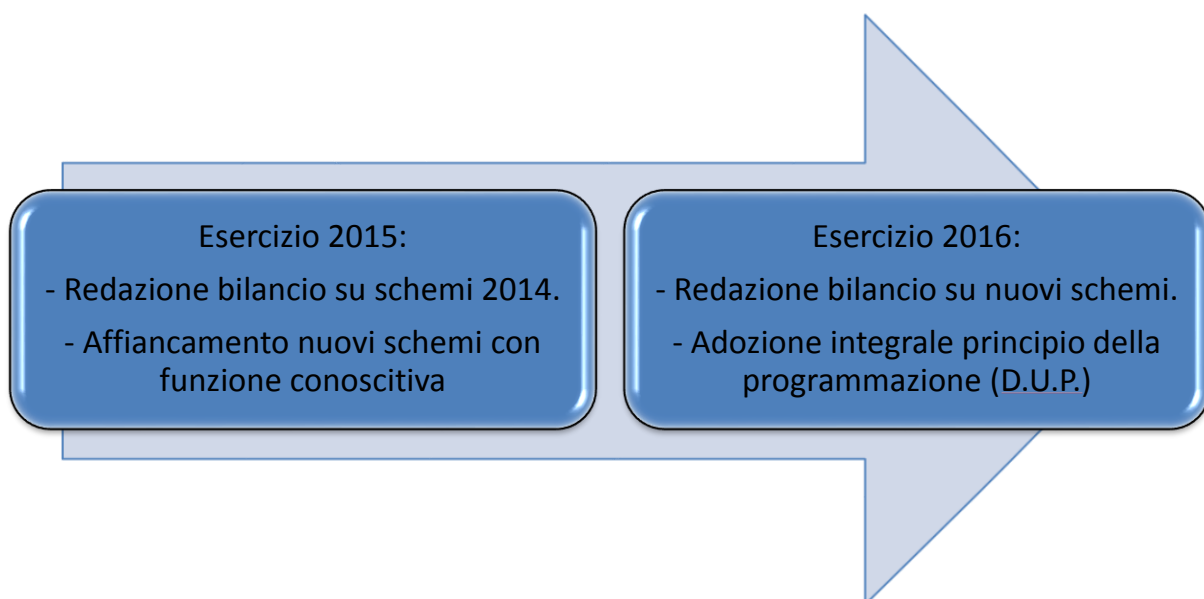 Esercizio 2015:
- Redazione bilancio su schemi 2014.
- Affiancamento nuovi schemi con
funzione conoscitiva
Esercizio 2016:
- Redazione bilancio su nuovi schemi.
- Adozione integrale principio della
programmazione (D.U.P.)